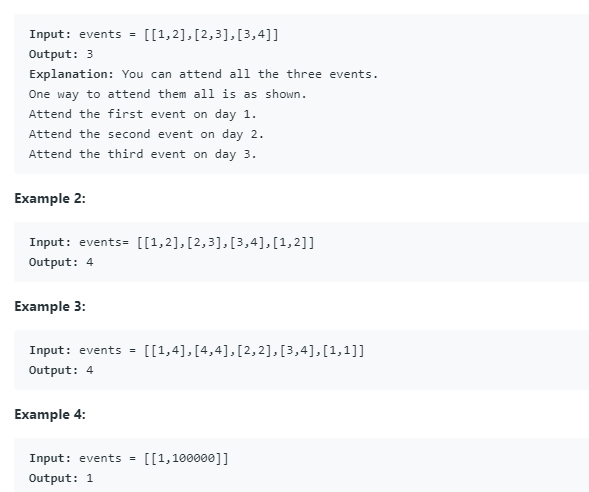 Input: events = [[1,2],[2,3],[3,4]]
Output: 3
Explanation: You can attend all the three events.
One way to attend them all is as shown.
Attend the first event on day 1.
Attend the second event on day 2.
Attend the third event on day 3.
Example 2:
Input: events= [[1,2],[2,3],[3,4],[1,2]]
Output: 4
Example 3:
Input: events = [[1,4],[4,4],[2,2],[3,4],[1,1]]
Output: 4
Example 4:
Input: events = [[1,100000]]
Output: 1